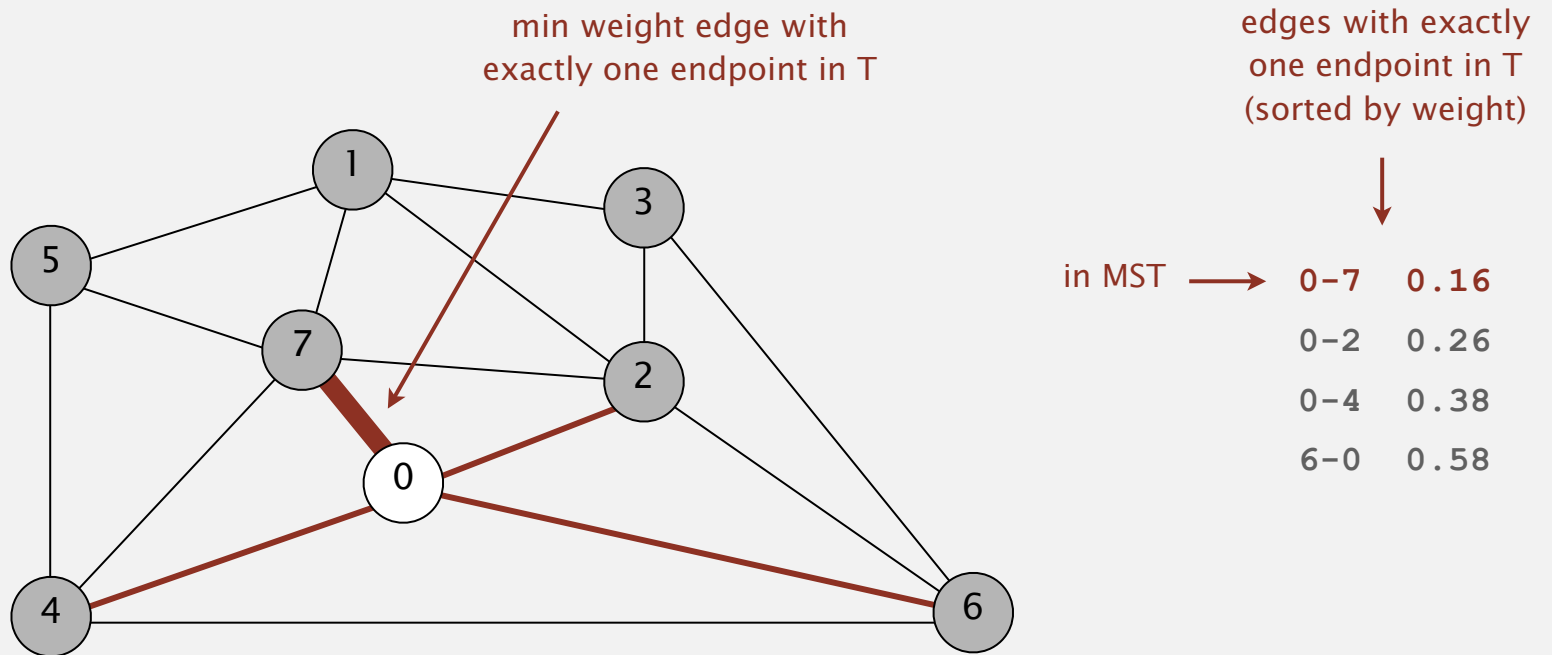 min weight edge with
exactly one endpoint in T
edges with exactly
one endpoint in T
(sorted by weight)
1
3
5
7
2
0
4
6
in MST
0-7 0.16
0-2 0.26
0-4 0.38
6-0 0.58